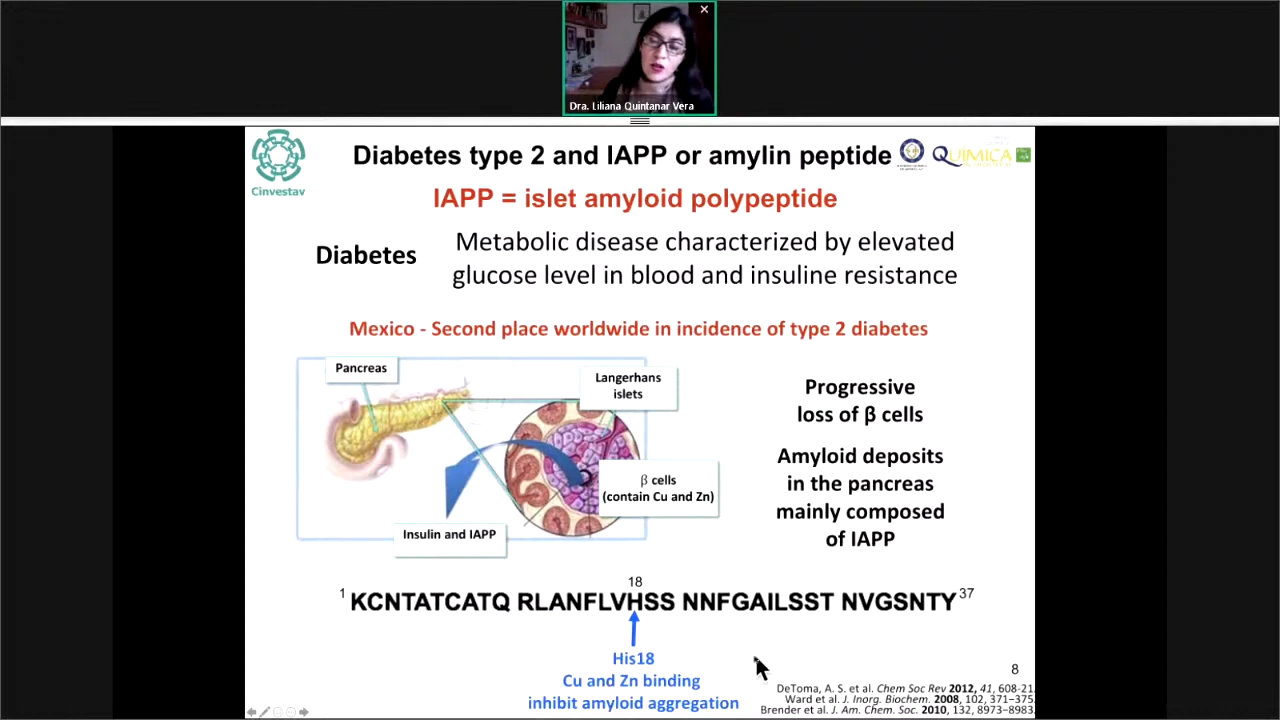 Dra. Liliana Quintanar Vera
Cinvestav
Diabetes type 2 and IAPP or amylin peptide
QUÍMICA
IAPP = islet amyloid polypeptide
Diabetes
Metabolic disease characterized by elevated
glucose level in blood and insuline resistance
Mexico - Second place worldwide in incidence of type 2 diabetes
Pancreas
Langerhans
islets
β cells
(contain Cu and Zn)
Insulin and IAPP
Progressive
loss of β cells
Amyloid deposits
in the pancreas
mainly composed
of IAPP
18
1 KCNTATCATQ RLANFLVHSS NNFGAILSST NVGSNTY 37
His18
Cu and Zn binding
inhibit amyloid aggregation
8
DeToma, A. S. et al. Chem Soc Rev 2012, 41, 608-21.
Ward et al. J. Inorg. Biochem. 2008, 102, 371–375.
Brender et al. J. Am. Chem. Soc. 2010, 132, 8973–8983.